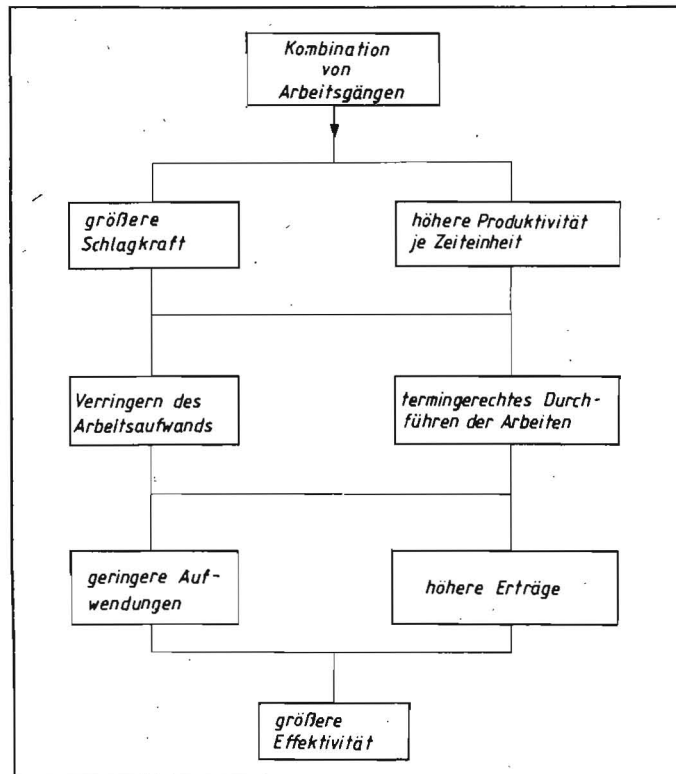 Kombination
von
Arbeitsgängen
größere
Schlagkraft
höhere Produktivität
je Zeiteinheit
Verringern des
Arbeitsaufwands
termingerechtes Durch-
führen der Arbeiten
geringere Auf-
wendungen
höhere Erträge
größere
Effektivität